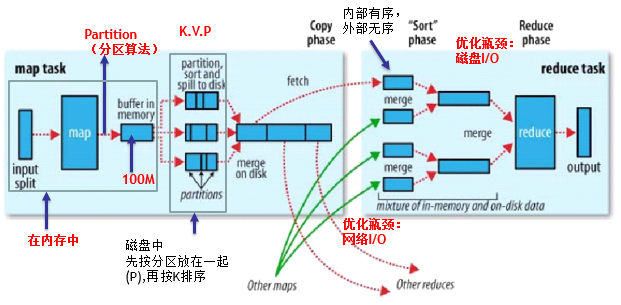 Partition
（分区算法）
K.V.P
Copy
phase
内部有序，
外部无序
"Sort"
phase
优化瓶颈：
磁盘I/O
Reduce
phase
map task
partition,
sort and
spill to disk
fetch
reduce task
buffer in
memory
map
merge
merge
reduce
input
split
100M
merge
on disk
merge
output
partitions
mixture of in-memory and on-disk data
在内存中
磁盘中
先按分区放在一起
(P),再按K排序
优化瓶颈：
网络I/O
Other maps
Other reduces